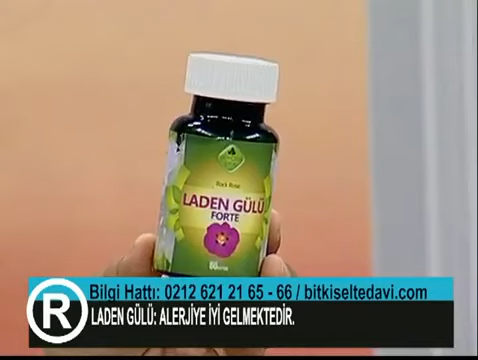 Rock Rose
LADEN GÜLÜ
FORTE
60
Bilgi Hattı: 0212 621 21 65 - 66 / bitkiseltedavi.com
R
LADEN GÜLÜ: ALERJİYE İYİ GELMEKTEDİR.